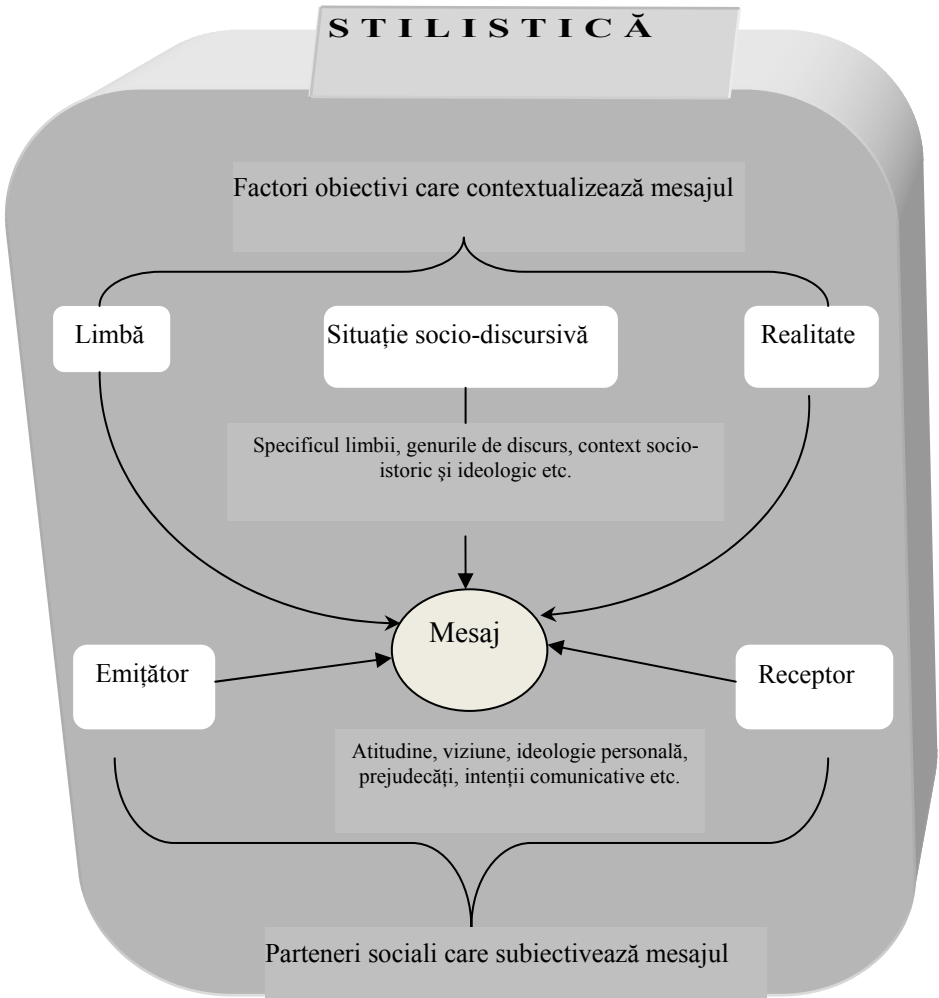 STILISTICĂ
Factori obiectivi care contextualizează mesajul
Limbă
Situație socio-discursivă
Realitate
Specificul limbii, genurile de discurs, context socio-
istoric şi ideologic etc.
Mesaj
Emițător
Receptor
Atitudine, viziune, ideologie personală,
prejudecăți, intenții comunicative etc.
Parteneri sociali care subiectivează mesajul